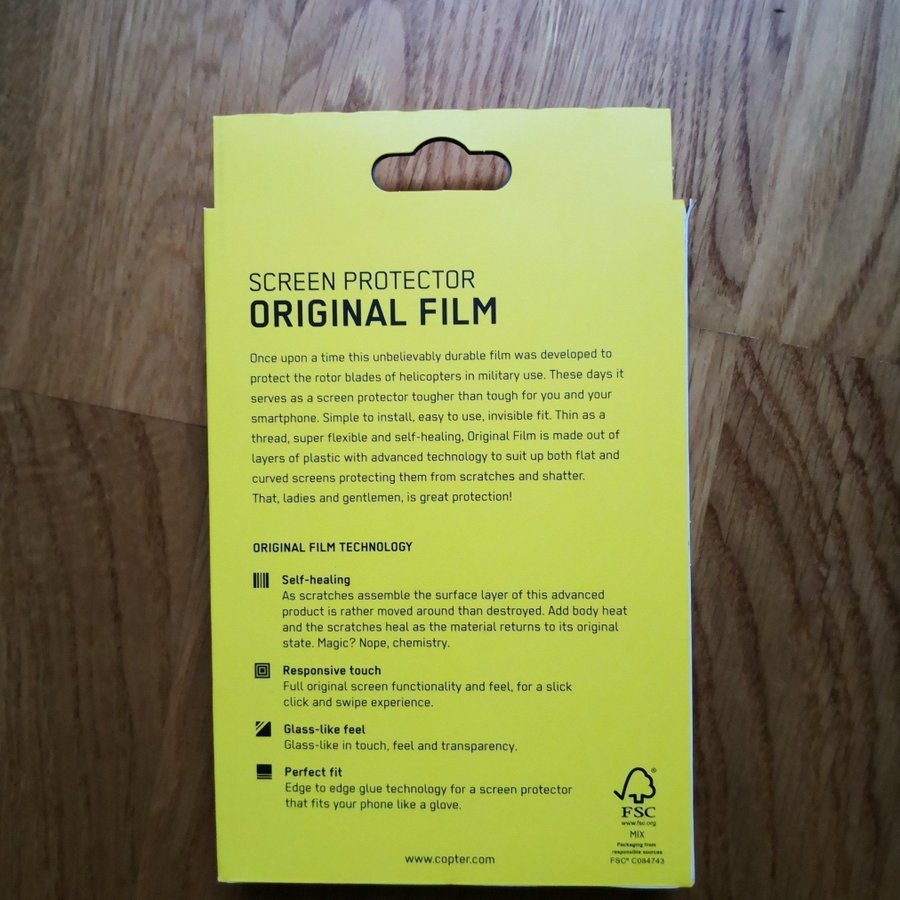 SCREEN PROTECTOR
ORIGINAL FILM
Once upon a time this unbelievably durable film was developed to
protect the rotor blades of helicopters in military use. These days it
serves as a screen protector tougher than tough for you and your
smartphone. Simple to install, easy to use, invisible fit. Thin as a
thread, super flexible and self-healing, Original Film is made out of
layers of plastic with advanced technology to suit up both flat and
curved screens protecting them from scratches and shatter.
That, ladies and gentlemen, is great protection!
ORIGINAL FILM TECHNOLOGY
Self-healing
As scratches assemble the surface layer of this advanced
product is rather moved around than destroyed. Add body heat
and the scratches heal as the material returns to its original
state. Magic? Nope, chemistry.
Responsive touch
Full original screen functionality and feel, for a slick
click and swipe experience.
Glass-like feel
Glass-like in touch, feel and transparency.
Perfect fit
Edge to edge glue technology for a screen protector
that fits your phone like a glove.
®
FSC
www.fsc.org
MIX
Packaging from
responsible sources
FSC® C084743
www.copter.com